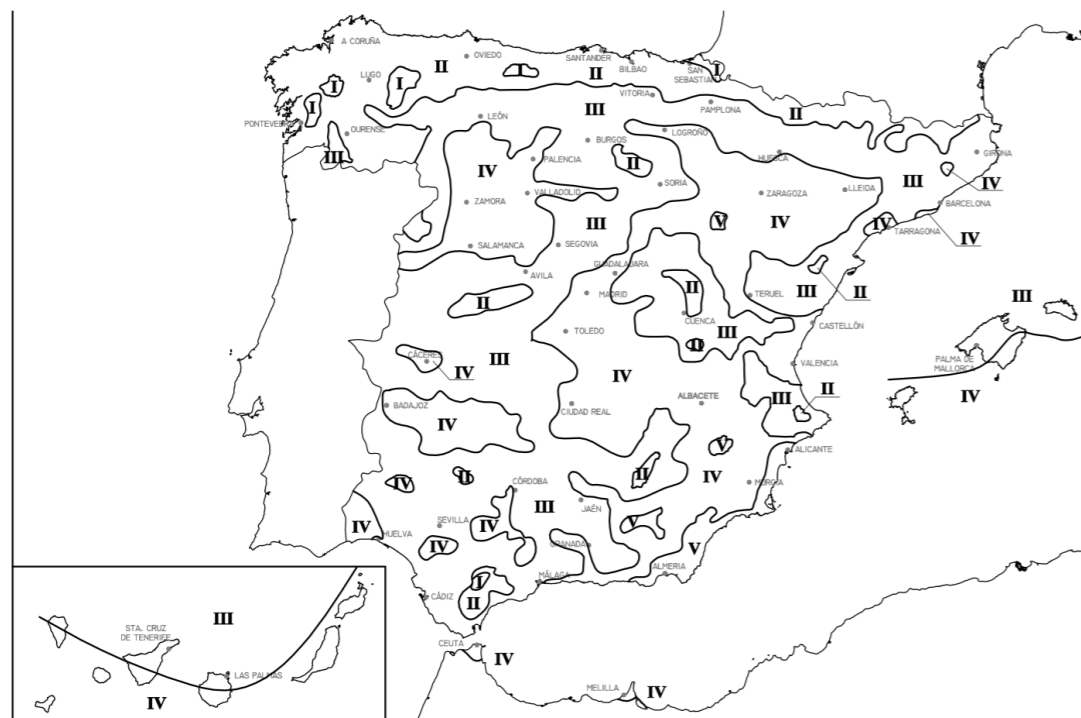 A CORUÑA
OVIEDO
SANTANDER
II
LUGO
I
I
I
I
II
BILBAO
SAN
SEBASTIAN
I
VITORIA
PAMPLONA
II
PONTEVEDRA
OURENSE
III
LEÓN
III
BURGOS
LOGROÑO
HUESCA
GIRONA
IV
PALENCIA
II
SORIA
III
IV
ZAMORA
VALLADOLID
ZARAGOZA
LLEIDA
BARCELONA
III
V
IV
IV
TARRAGONA
IV
SALAMANCA
SEGOVIA
AVILA
GUADALAJARA
MADRID
II
II
TERUEL
III
II
III
CUENCA
CASTELLÓN
TOLEDO
III
II
CÁCERES
IV
III
VALENCIA
PALMA DE
MALLORCA
IV
IV
BADAJOZ
IV
CIUDAD REAL
ALBACETE
III
II
V
ALICANTE
IV
II
II
IV
MURCIA
CÓRDOBA
III
JAÉN
IV
HUELVA
SEVILLA
IV
V
IV
GRANADA
V
I
MÁLAGA
ALMERIA
CÁDIZ
II
CEUTA
IV
MELILLA
IV
III
STA. CRUZ
DE TENERIFE
LAS PALMAS
IV